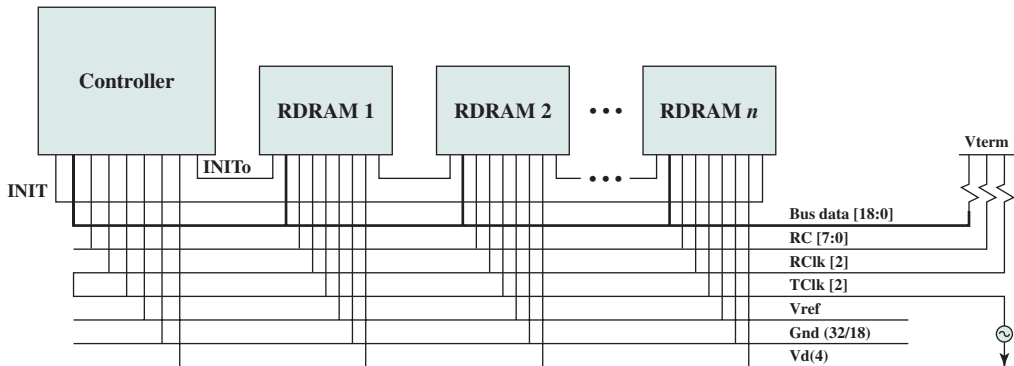 Controller
RDRAM 1
RDRAM 2
• • •
RDRAM n
Vterm
INITo
• • •
INIT
Bus data [18:0]
RC [7:0]
RClk [2]
TClk [2]
Vref
Gnd (32/18)
Vd(4)